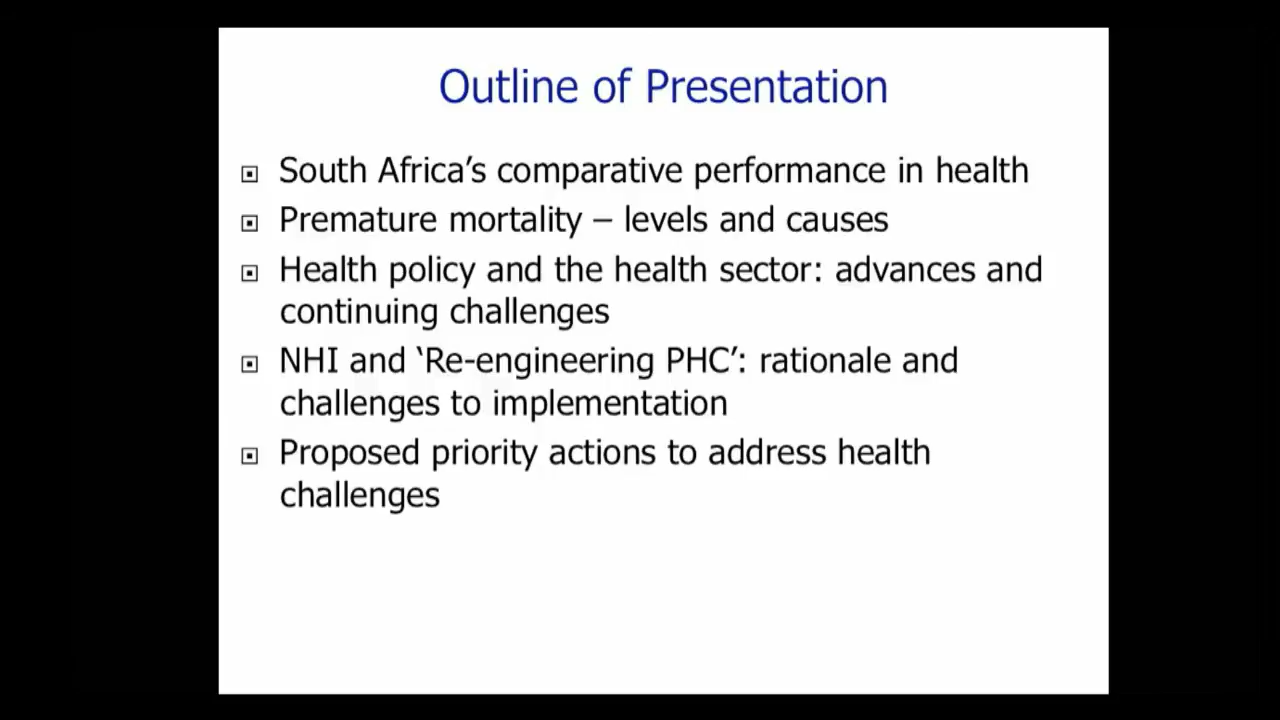 Outline of Presentation
South Africa’s comparative performance in health
Premature mortality – levels and causes
Health policy and the health sector: advances and
continuing challenges
NHI and ‘Re-engineering PHC’: rationale and
challenges to implementation
Proposed priority actions to address health
challenges